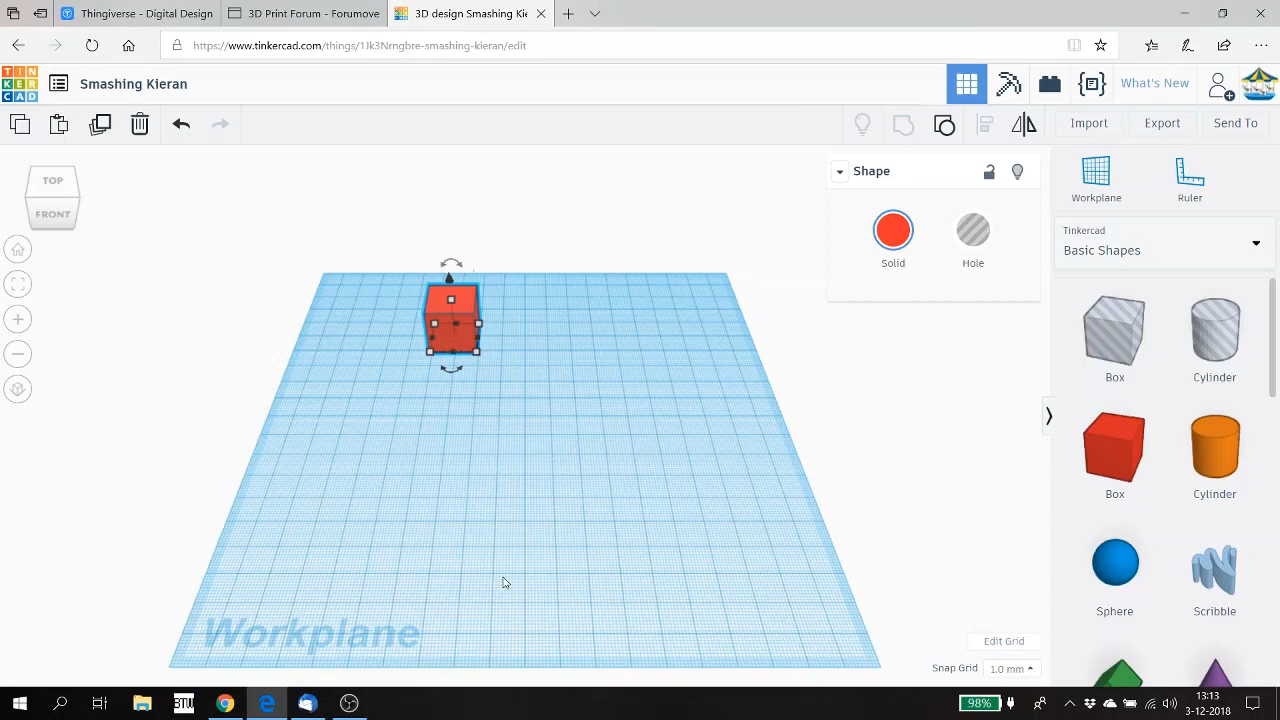 Thingiverse - Digital Design
3D Print Forum - Forumove
3D design Smashing Kie
https://www.tinkercad.com/things/1Jk3Nrngbre-smashing-kieran/edit
TIN
KER
CAD
Smashing Kieran
What's New
Import
Export
Send To
TOP
FRONT
Shape
Solid
Hole
Workplane
Ruler
Tinkercad
Basic Shapes
Box
Cylinder
Box
Cylinder
Sphere
Scribble
Workplane
Edit Grid
Snap Grid
1.0 mm
3TW
98%
13:13
3-12-2018